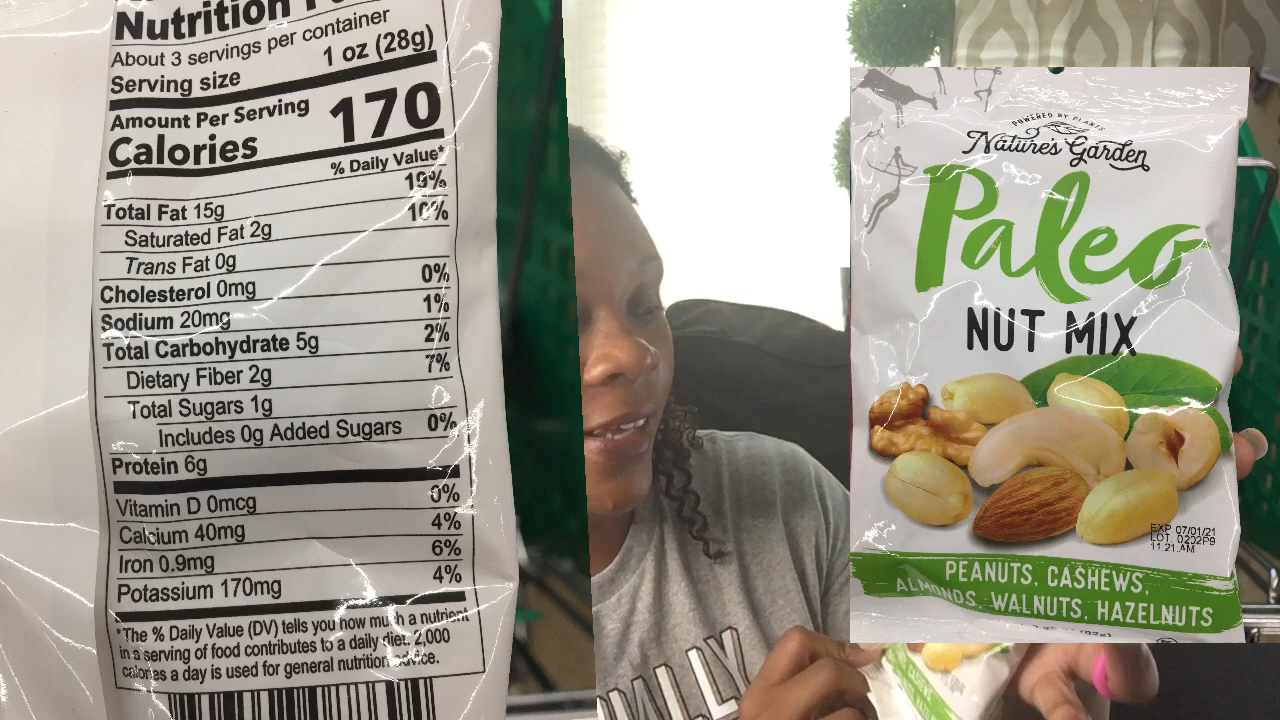 Nutrition
About 3 servings per container
Serving size 1 oz (28g)
Amount Per Serving
Calories 170
% Daily Value*
Total Fat 15g 19%
Saturated Fat 2g 10%
Trans Fat 0g
Cholesterol 0mg 0%
Sodium 20mg 1%
Total Carbohydrate 5g 2%
Dietary Fiber 2g 7%
Total Sugars 1g
Includes 0g Added Sugars 0%
Protein 6g
Vitamin D 0mcg 0%
Calcium 40mg 4%
Iron 0.9mg 6%
Potassium 170mg 4%
*The % Daily Value (DV) tells you how much a nutrient
in a serving of food contributes to a daily diet. 2,000
calories a day is used for general nutrition advice.
POWERED BY PLANTS
Nature's Garden
Paleo
NUT MIX
EXP 07/01/21
LOT. 0202P9
11 21.AM
PEANUTS, CASHEWS,
ALMONDS, WALNUTS, HAZELNUTS
ALLY